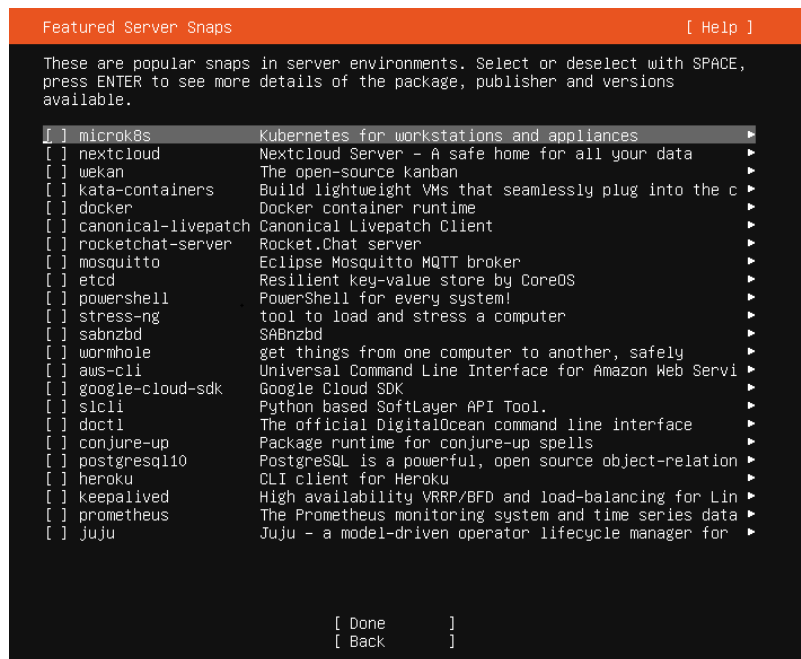 Featured Server Snaps [ Help ]
These are popular snaps in server environments. Select or deselect with SPACE,
press ENTER to see more details of the package, publisher and versions
available.
[ ] microk8s Kubernetes for workstations and appliances ▸
[ ] nextcloud Nextcloud Server - A safe home for all your data ▸
[ ] wekan The open-source kanban ▸
[ ] kata-containers Build lightweight VMs that seamlessly plug into the c ▸
[ ] docker Docker container runtime ▸
[ ] canonical-livepatch Canonical Livepatch Client ▸
[ ] rocketchat-server Rocket.Chat server ▸
[ ] mosquitto Eclipse Mosquitto MQTT broker ▸
[ ] etcd Resilient key-value store by CoreOS ▸
[ ] powershell PowerShell for every system! ▸
[ ] stress-ng tool to load and stress a computer ▸
[ ] sabnzbd SABnzbd ▸
[ ] wormhole get things from one computer to another, safely ▸
[ ] aws-cli Universal Command Line Interface for Amazon Web Servi ▸
[ ] google-cloud-sdk Google Cloud SDK ▸
[ ] slcli Python based SoftLayer API Tool. ▸
[ ] doctl The official DigitalOcean command line interface ▸
[ ] conjure-up Package runtime for conjure-up spells ▸
[ ] postgresql10 PostgreSQL is a powerful, open source object-relation ▸
[ ] heroku CLI client for Heroku ▸
[ ] keepalived High availability VRRP/BFD and load-balancing for Lin ▸
[ ] prometheus The Prometheus monitoring system and time series data ▸
[ ] juju Juju - a model-driven operator lifecycle manager for ▸
[ Done ]
[ Back ]